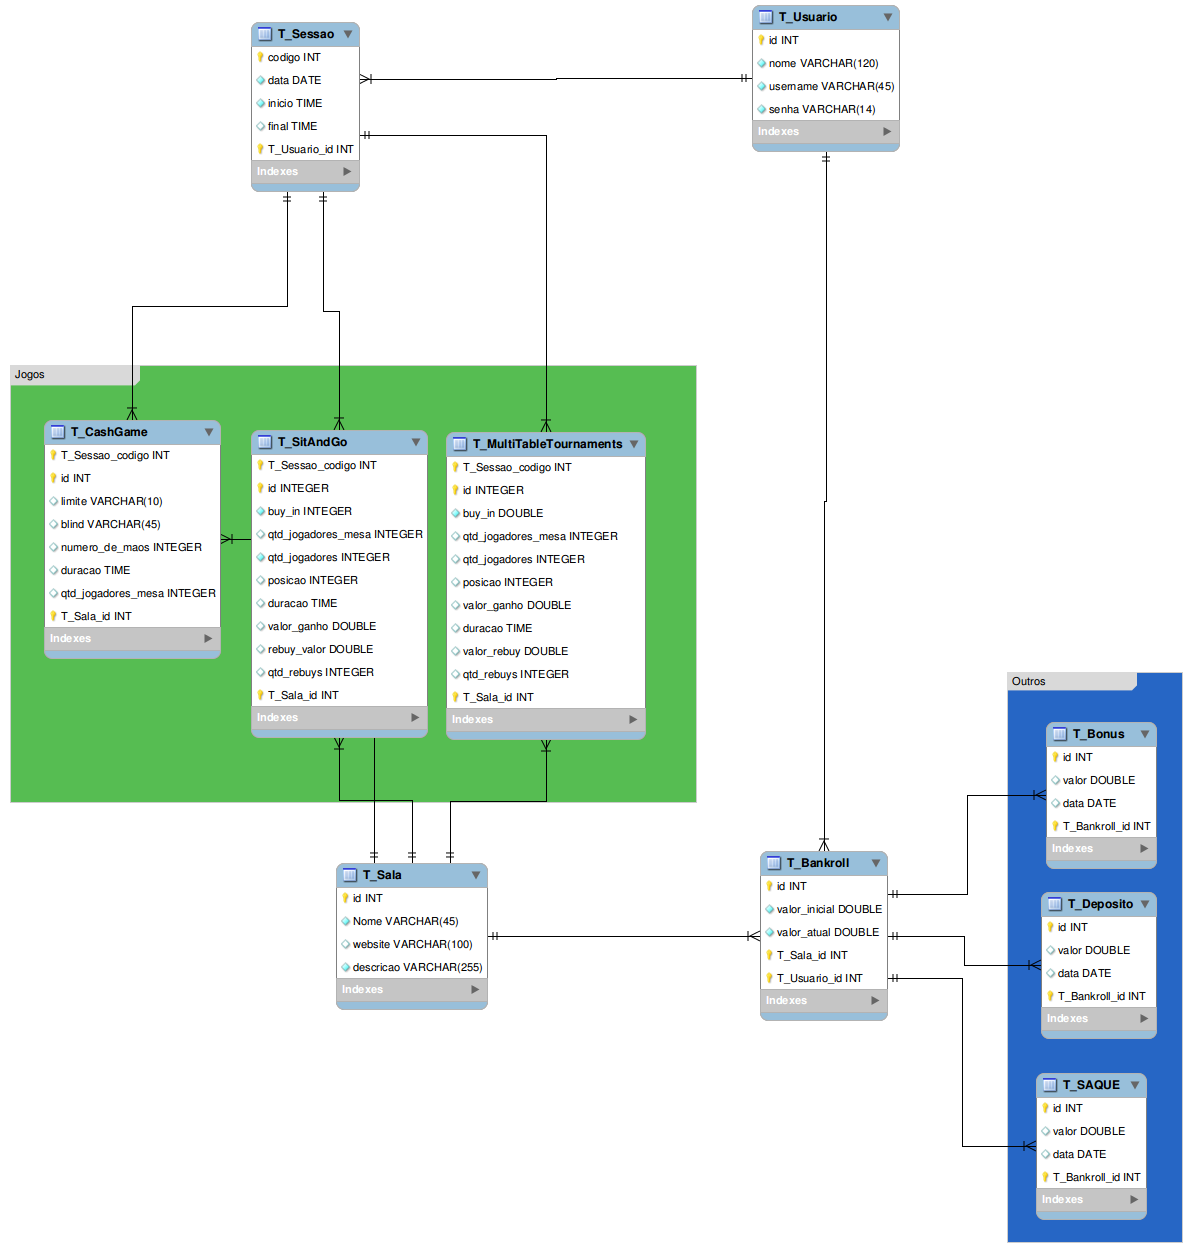 T_Sessao
codigo INT
data DATE
inicio TIME
final TIME
T_Usuario_id INT
Indexes
T_Usuario
id INT
nome VARCHAR(120)
username VARCHAR(45)
senha VARCHAR(14)
Indexes
Jogos
T_CashGame
T_Sessao_codigo INT
id INT
limite VARCHAR(10)
blind VARCHAR(45)
numero_de_maos INTEGER
duracao TIME
qtd_jogadores_mesa INTEGER
T_Sala_id INT
Indexes
T_SitAndGo
T_Sessao_codigo INT
id INTEGER
buy_in INTEGER
qtd_jogadores_mesa INTEGER
qtd_jogadores INTEGER
posicao INTEGER
duracao TIME
valor_ganho DOUBLE
rebuy_valor DOUBLE
qtd_rebuys INTEGER
T_Sala_id INT
Indexes
T_MultiTableTournaments
T_Sessao_codigo INT
id INTEGER
buy_in DOUBLE
qtd_jogadores_mesa INTEGER
qtd_jogadores INTEGER
posicao INTEGER
valor_ganho DOUBLE
duracao TIME
valor_rebuy DOUBLE
qtd_rebuys INTEGER
T_Sala_id INT
Indexes
T_Sala
id INT
Nome VARCHAR(45)
website VARCHAR(100)
descricao VARCHAR(255)
Indexes
T_Bankroll
id INT
valor_inicial DOUBLE
valor_atual DOUBLE
T_Sala_id INT
T_Usuario_id INT
Indexes
Outros
T_Bonus
id INT
valor DOUBLE
data DATE
T_Bankroll_id INT
Indexes
T_Deposito
id INT
valor DOUBLE
data DATE
T_Bankroll_id INT
Indexes
T_SAQUE
id INT
valor DOUBLE
data DATE
T_Bankroll_id INT
Indexes